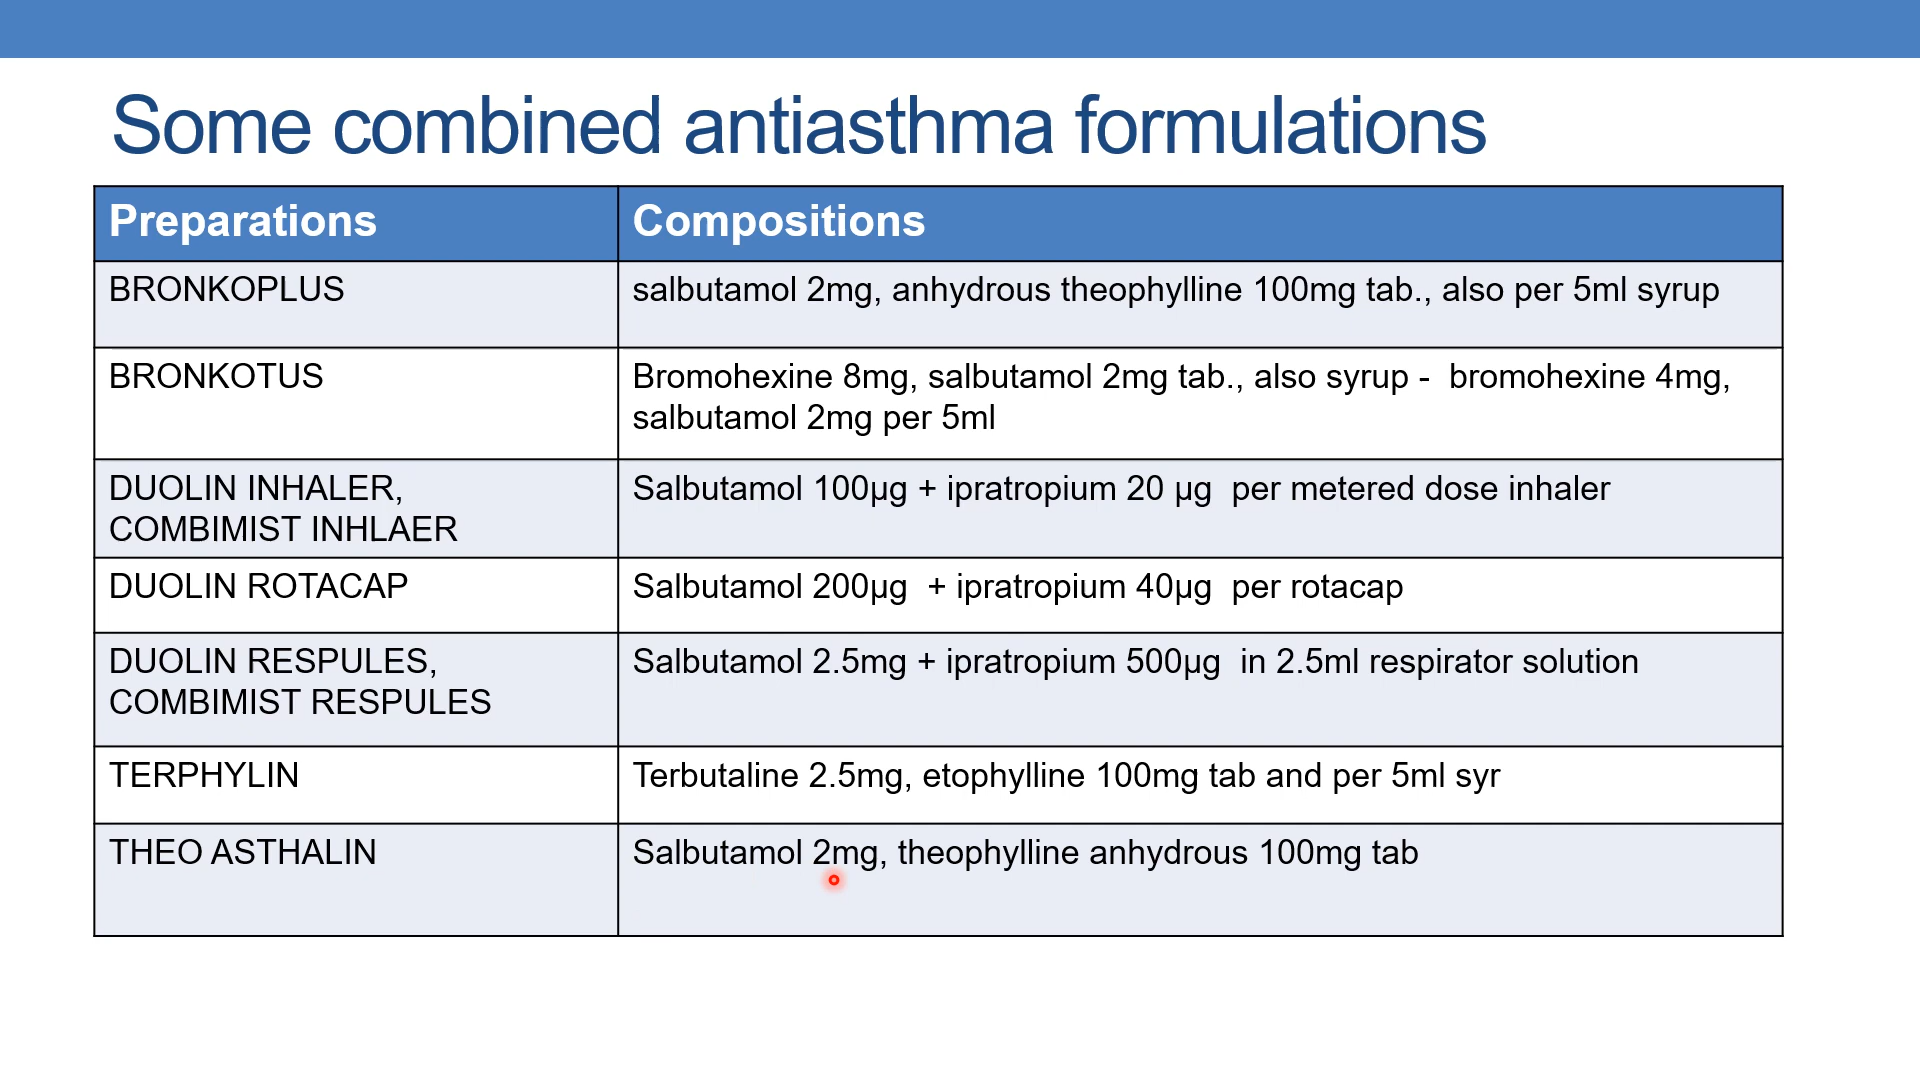 Some combined antiasthma formulations
Preparations
Compositions
BRONKOPLUS
salbutamol 2mg, anhydrous theophylline 100mg tab., also per 5ml syrup
BRONKOTUS
Bromohexine 8mg, salbutamol 2mg tab., also syrup -  bromohexine 4mg,
salbutamol 2mg per 5ml
DUOLIN INHALER,
COMBIMIST INHLAER
Salbutamol 100µg + ipratropium 20 µg  per metered dose inhaler
DUOLIN ROTACAP
Salbutamol 200µg  + ipratropium 40µg  per rotacap
DUOLIN RESPULES,
COMBIMIST RESPULES
Salbutamol 2.5mg + ipratropium 500µg  in 2.5ml respirator solution
TERPHYLIN
Terbutaline 2.5mg, etophylline 100mg tab and per 5ml syr
THEO ASTHALIN
Salbutamol 2mg, theophylline anhydrous 100mg tab